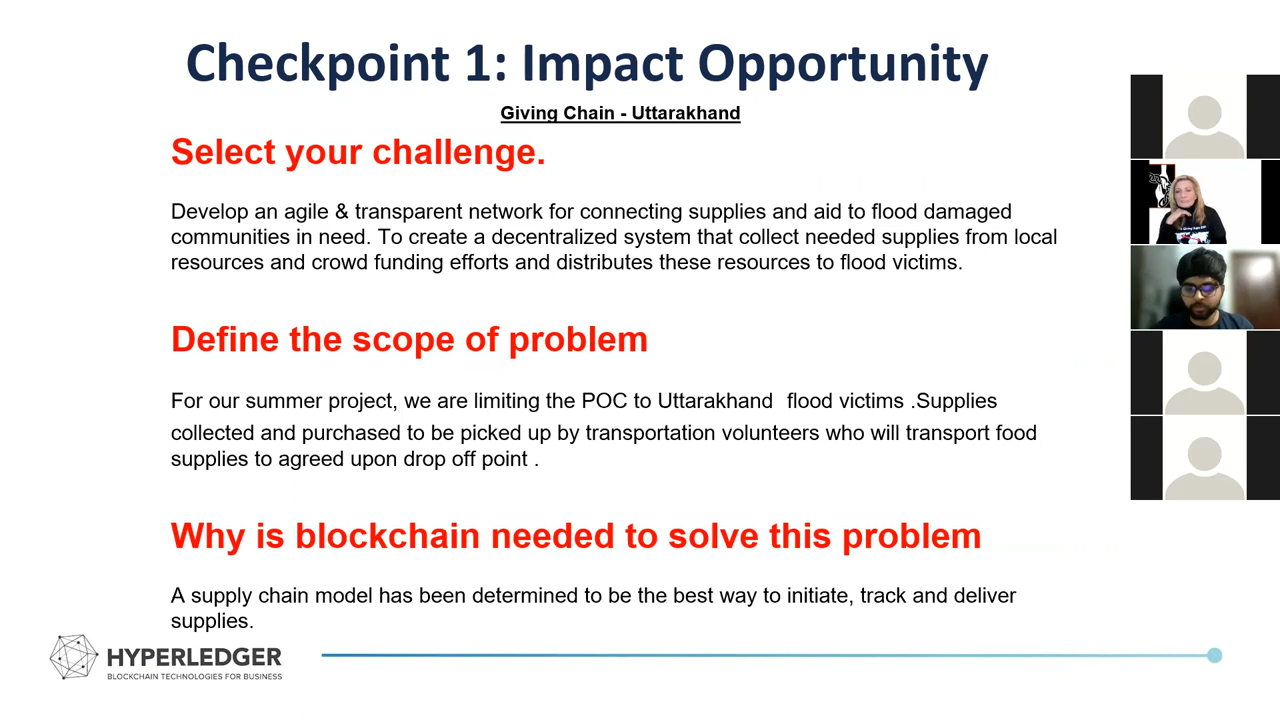 Checkpoint 1: Impact Opportunity
Giving Chain - Uttarakhand
Select your challenge.
Develop an agile & transparent network for connecting supplies and aid to flood damaged
communities in need. To create a decentralized system that collect needed supplies from local
resources and crowd funding efforts and distributes these resources to flood victims.
Define the scope of problem
For our summer project, we are limiting the POC to Uttarakhand  flood victims .Supplies
collected and purchased to be picked up by transportation volunteers who will transport food
supplies to agreed upon drop off point .
Why is blockchain needed to solve this problem
A supply chain model has been determined to be the best way to initiate, track and deliver
supplies.
HYPERLEDGER
BLOCKCHAIN TECHNOLOGIES FOR BUSINESS